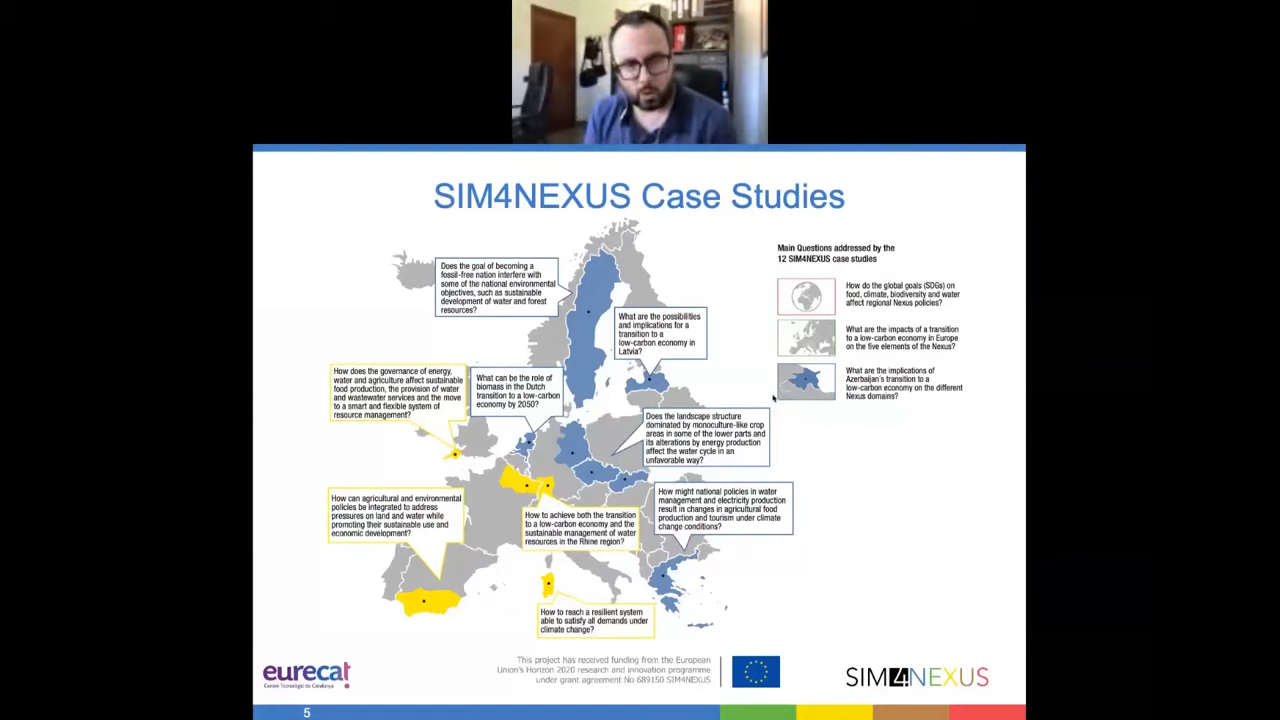 SIM4NEXUS Case Studies
Does the goal of becoming a
fossil-free nation interfere with
some of the national environmental
objectives, such as sustainable
development of water and forest
resources?
Main Questions addressed by the
12 SIM4NEXUS case studies
How do the global goals (SDGs) on
food, climate, biodiversity and water
affect regional Nexus policies?
What are the possibilities
and implications for a
transition to a
low-carbon economy in
Latvia?
What are the impacts of a transition
to a low-carbon economy in Europe
on the five elements of the Nexus?
How does the governance of energy,
water and agriculture affect sustainable
food production, the provision of water
and wastewater services and the move
to a smart and flexible system of
resource management?
What can be the role of
biomass in the Dutch
transition to a low-carbon
economy by 2050?
What are the implications of
Azerbaijan's transition to a
low-carbon economy on the different
Nexus domains?
Does the landscape structure
dominated by monoculture-like crop
areas in some of the lower parts and
its alterations by energy production
affect the water cycle in an
unfavorable way?
How can agricultural and environmental
policies be integrated to address
pressures on land and water while
promoting their sustainable use and
economic development?
How to achieve both the transition
to a low-carbon economy and the
sustainable management of water
resources in the Rhine region?
How might national policies in water
management and electricity production
result in changes in agricultural food
production and tourism under climate
change conditions?
How to reach a resilient system
able to satisfy all demands under
climate change?
eurecat
Centre Tecnològic de Catalunya
This project has received funding from the European
Union's Horizon 2020 research and innovation programme
under grant agreement No 689150 SIM4NEXUS
SIM4NEXUS
5